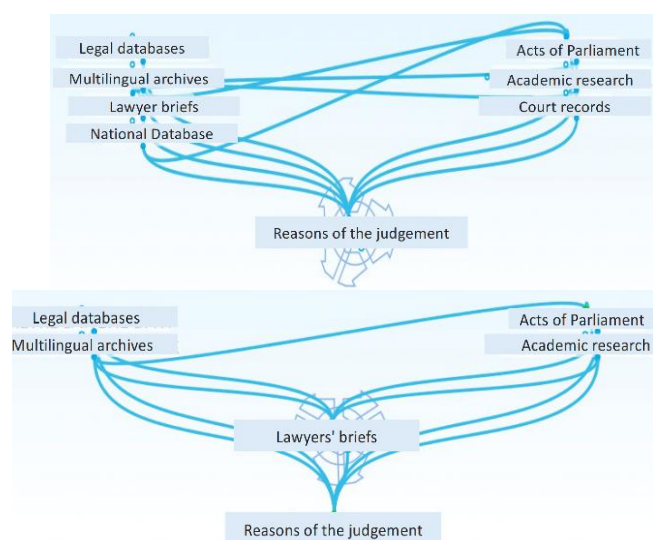 Legal databases
Acts of Parliament
Multilingual archives
Academic research
Lawyer briefs
Court records
National Database
Reasons of the judgement
Legal databases
Acts of Parliament
Multilingual archives
Academic research
Lawyers' briefs
Reasons of the judgement